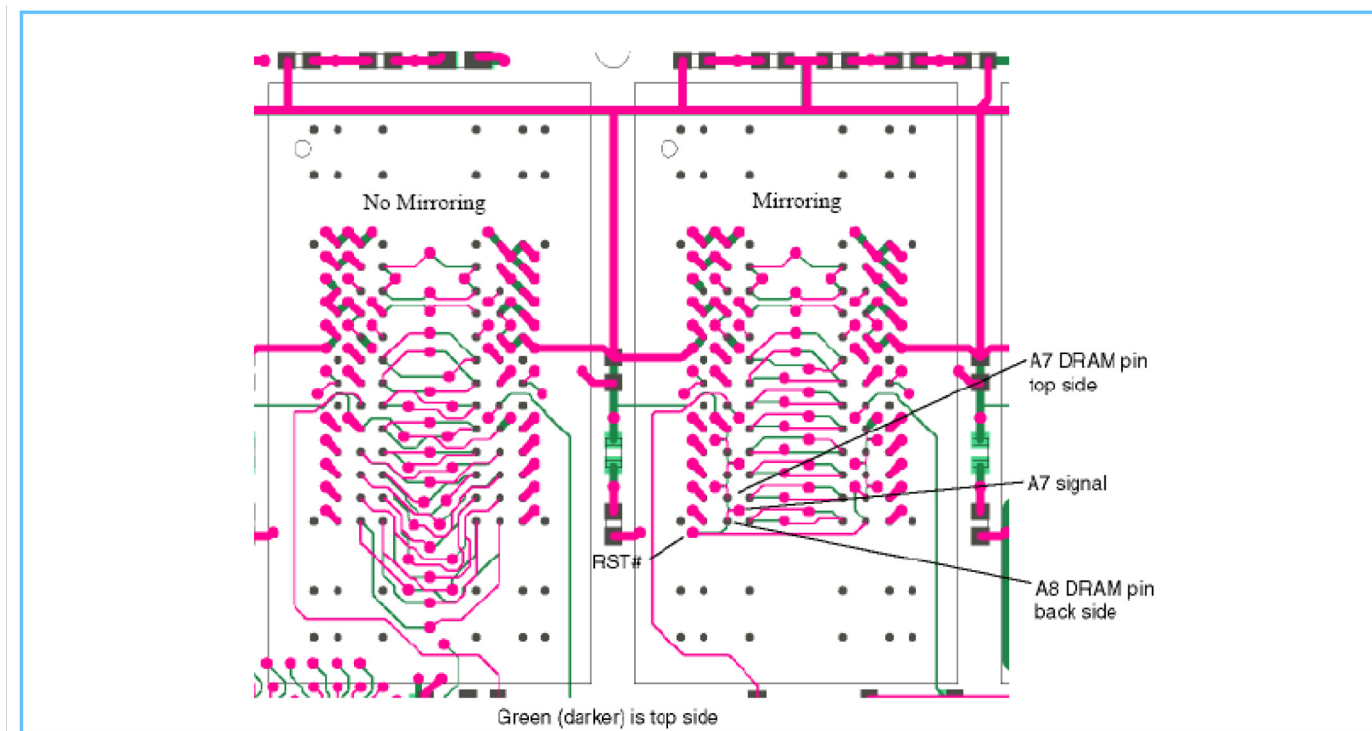 No Mirroring
Mirroring
A7 DRAM pin
top side
A7 signal
RST#
A8 DRAM pin
back side
Green (darker) is top side